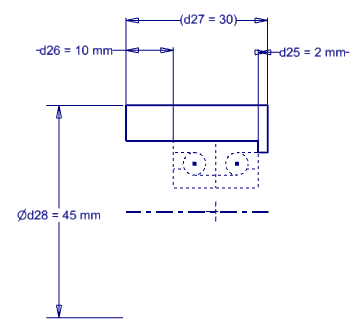 (d27 = 30)
d26 = 10 mm
d25 = 2 mm
Ød28 = 45 mm